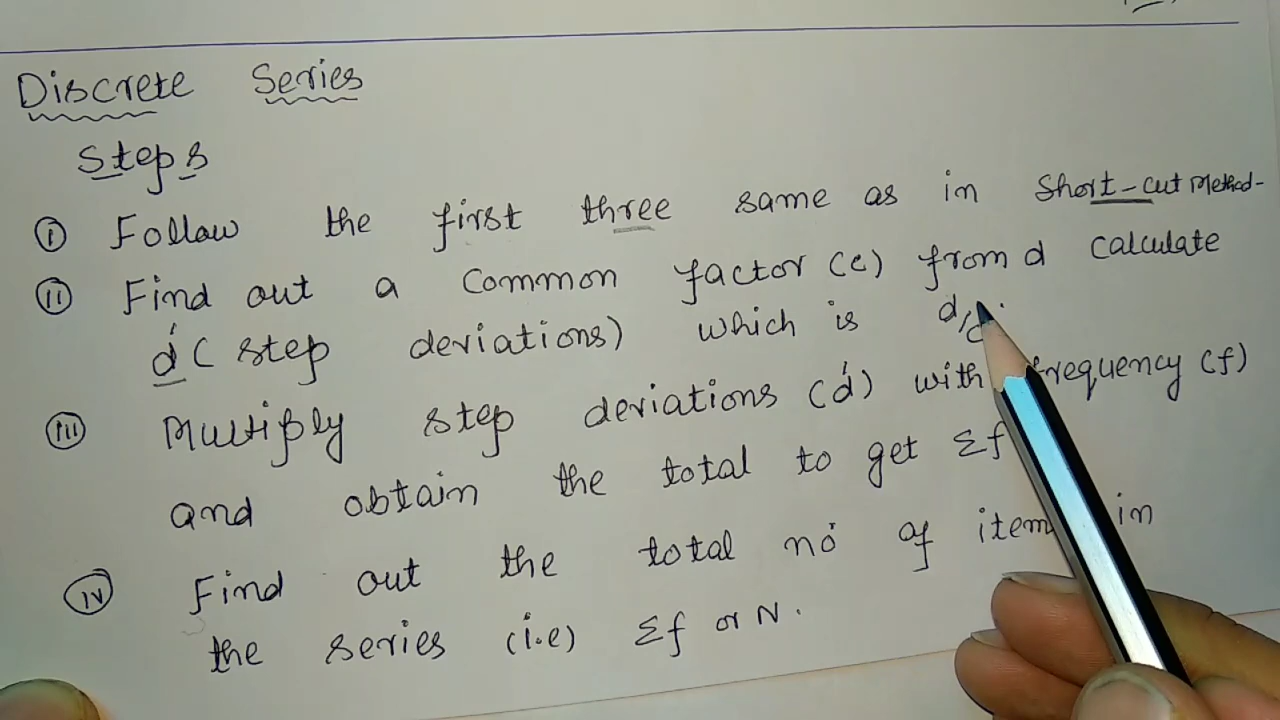 Discrete Series
Steps
(i) Follow the first three same as in Short-cut Method-
(ii) Find out a common factor (c) from d calculate
d' ( step deviations) which is d/c.
(iii) Multiply step deviations (d') with frequency (f)
and obtain the total to get Σf
(iv) Find out the total no of item in
the series (i.e) Σf or N.